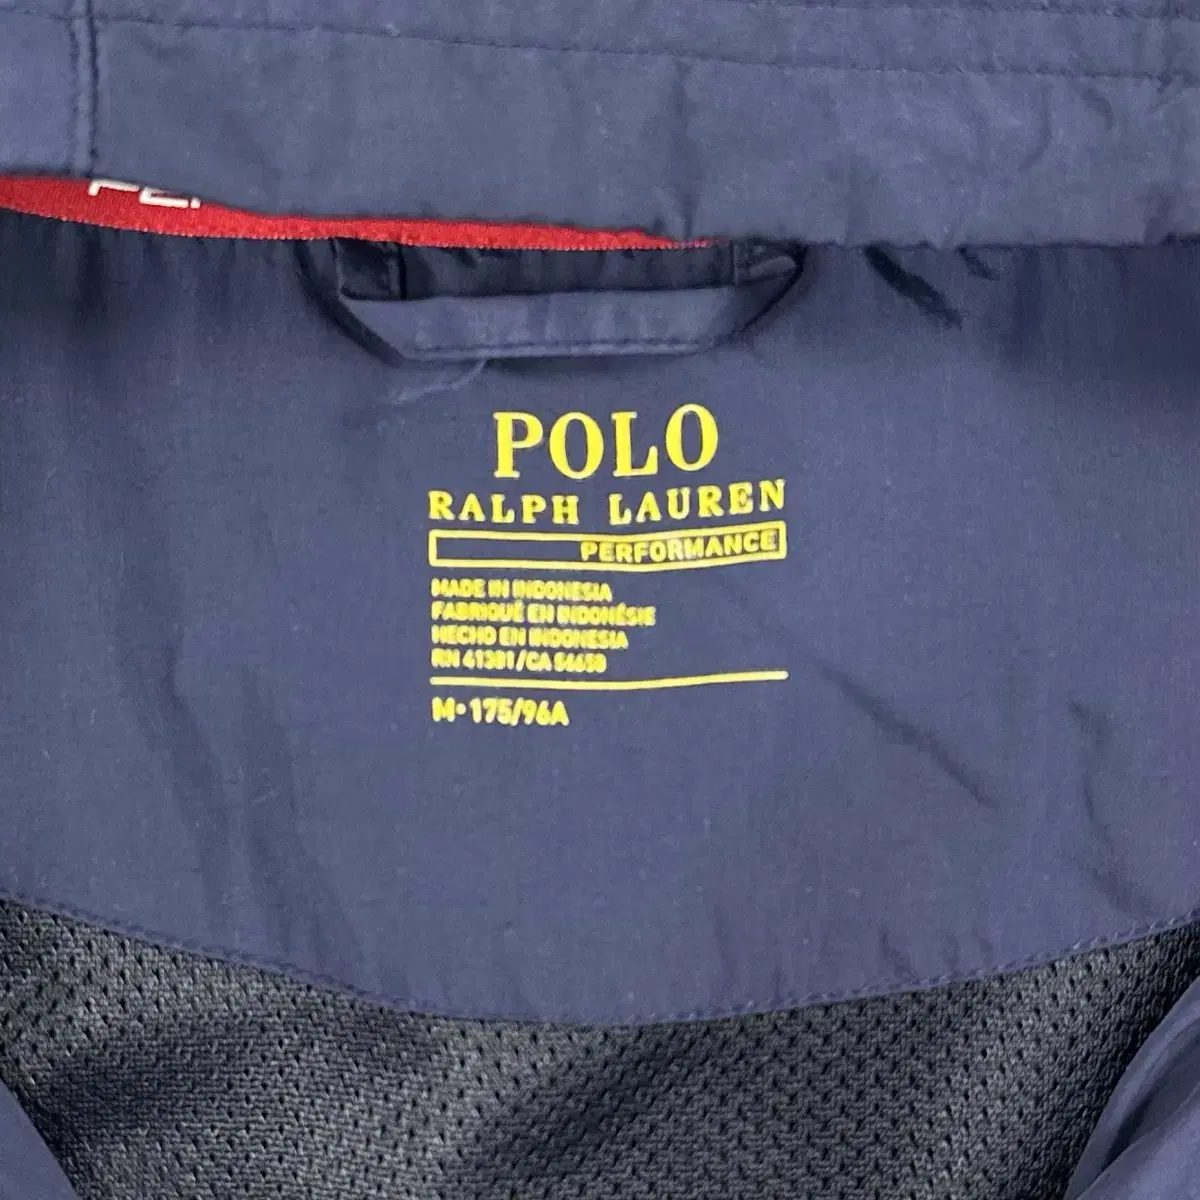 POLO
RALPH LAUREN
PERFORMANCE
MADE IN INDONESIA
FABRIQUÉ EN INDONÉSIE
HECHO EN INDONESIA
RN 41381/CA 56658
M•175/96A